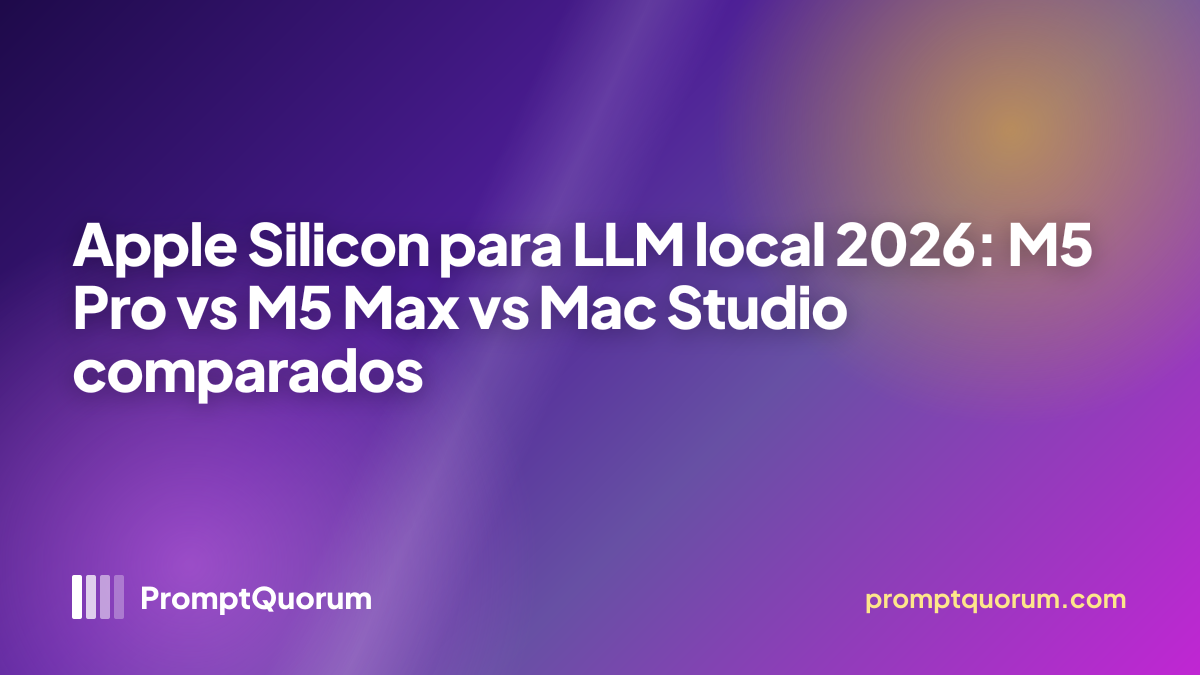 Apple Silicon para LLM local 2026: M5
Pro vs M5 Max vs Mac Studio
comparados
PromptQuorum
promptquorum.com